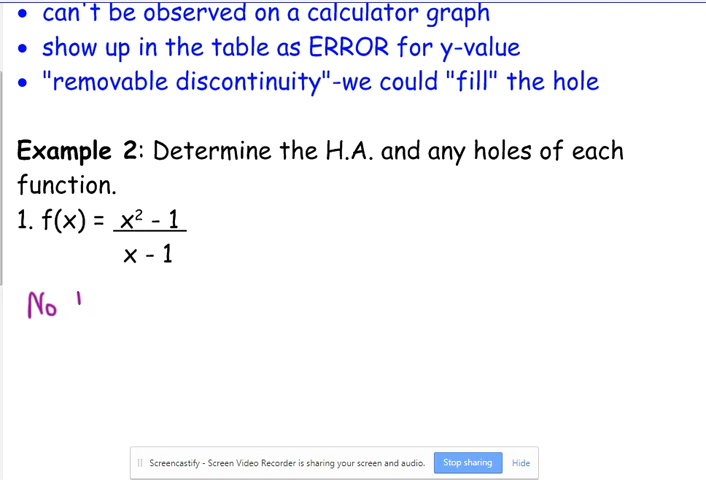 • can't be observed on a calculator graph
• show up in the table as ERROR for y-value
• "removable discontinuity"-we could "fill" the hole
Example 2: Determine the H.A. and any holes of each
function.
1. f(x) = x² - 1
x - 1
No
Screencastify - Screen Video Recorder is sharing your screen and audio. Stop sharing Hide